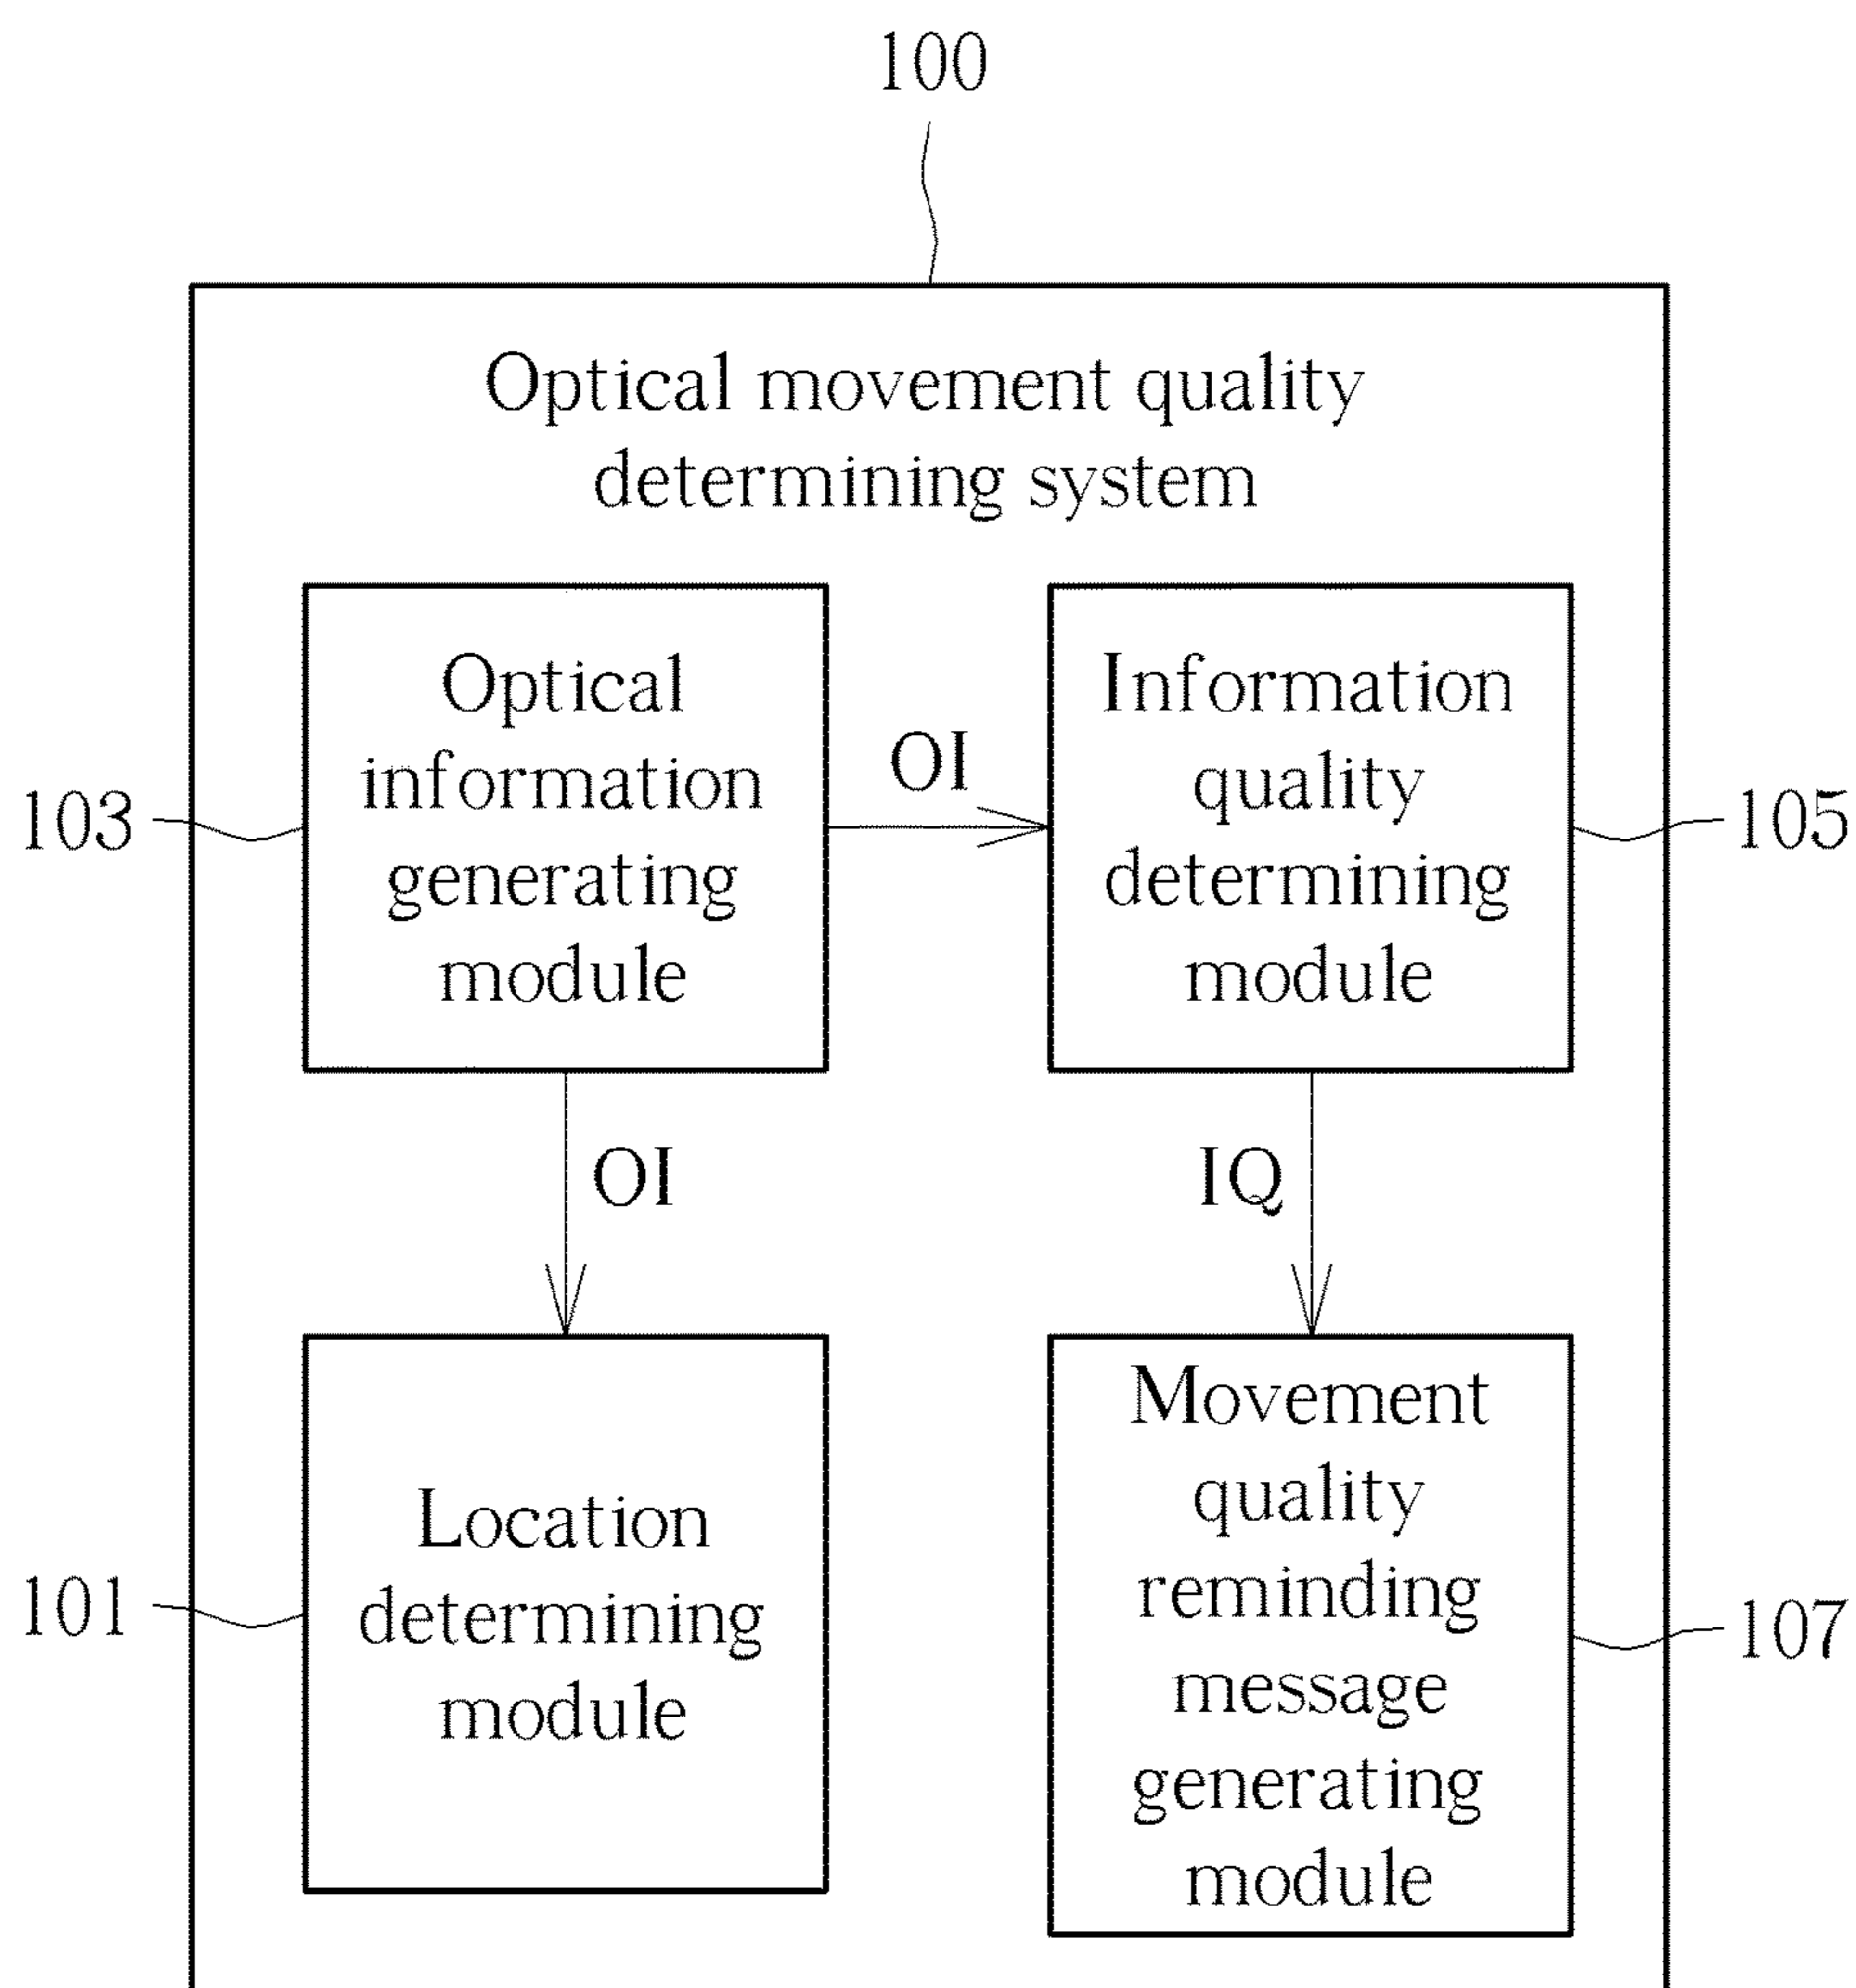 100
Optical movement quality
determining system
Optical
information
generating
module
103
OI
Information
quality
determining
module
105
OI
IQ
Location
determining
module
101
Movement
quality
reminding
message
generating
module
107